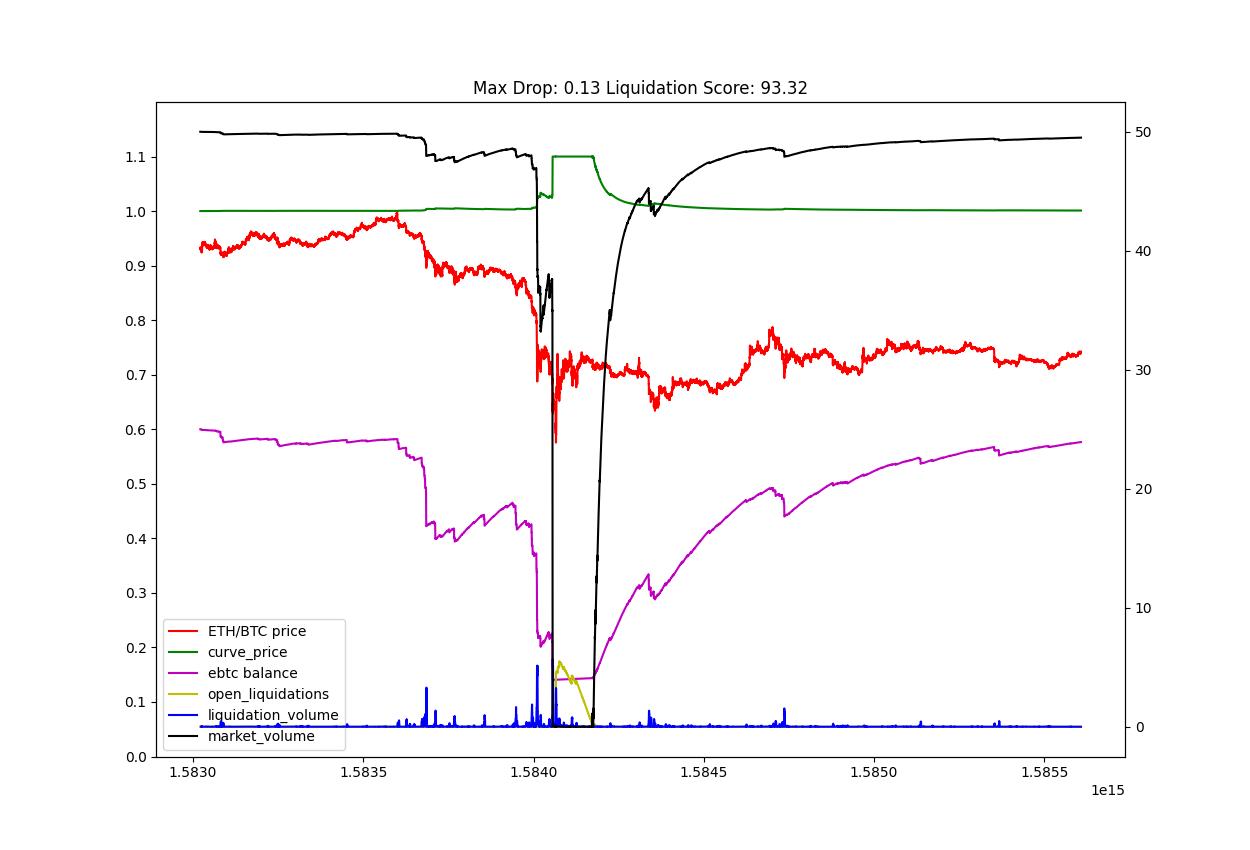 Max Drop: 0.13 Liquidation Score: 93.32
1.1
1.0
0.9
0.8
0.7
0.6
0.5
0.4
0.3
0.2
0.1
0.0
50
40
30
20
10
0
ETH/BTC price
curve_price
ebtc balance
open_liquidations
liquidation_volume
market_volume
1.5830 1.5835 1.5840 1.5845 1.5850 1.5855
1e15